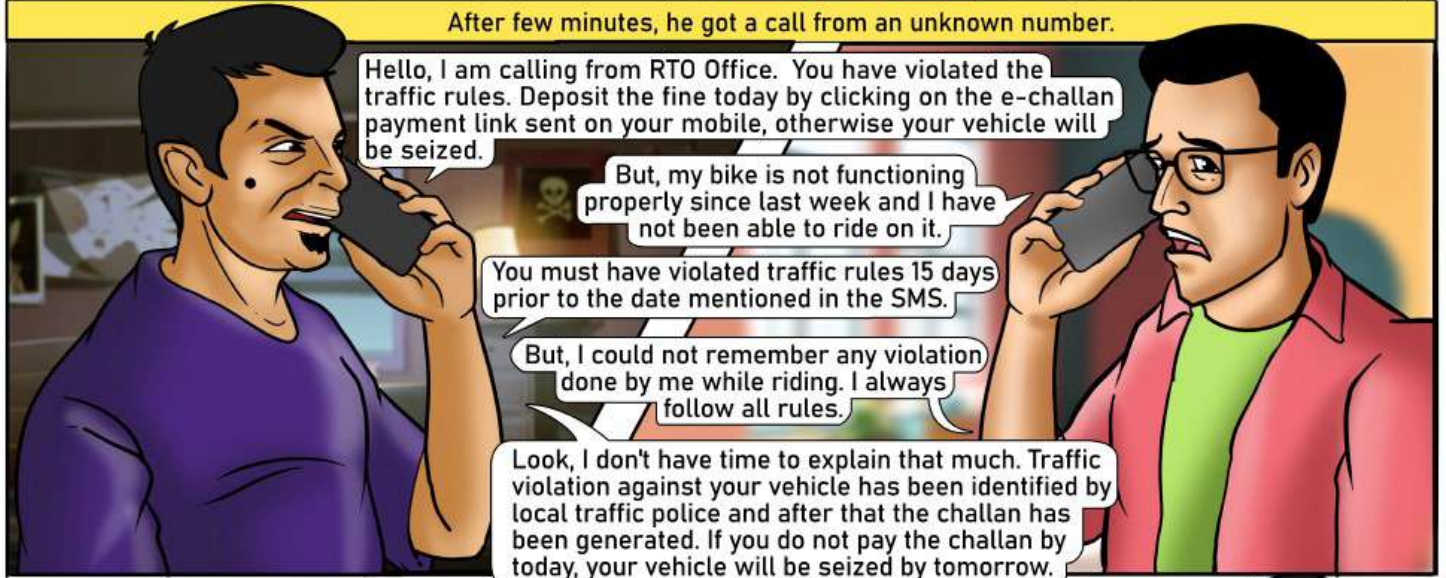 After few minutes, he got a call from an unknown number.
Hello, I am calling from RTO Office. You have violated the
traffic rules. Deposit the fine today by clicking on the e-challan
payment link sent on your mobile, otherwise your vehicle will
be seized.
But, my bike is not functioning
properly since last week and I have
not been able to ride on it.
You must have violated traffic rules 15 days
prior to the date mentioned in the SMS.
But, I could not remember any violation
done by me while riding. I always
follow all rules.
Look, I don't have time to explain that much. Traffic
violation against your vehicle has been identified by
local traffic police and after that the challan has
been generated. If you do not pay the challan by
today, your vehicle will be seized by tomorrow.